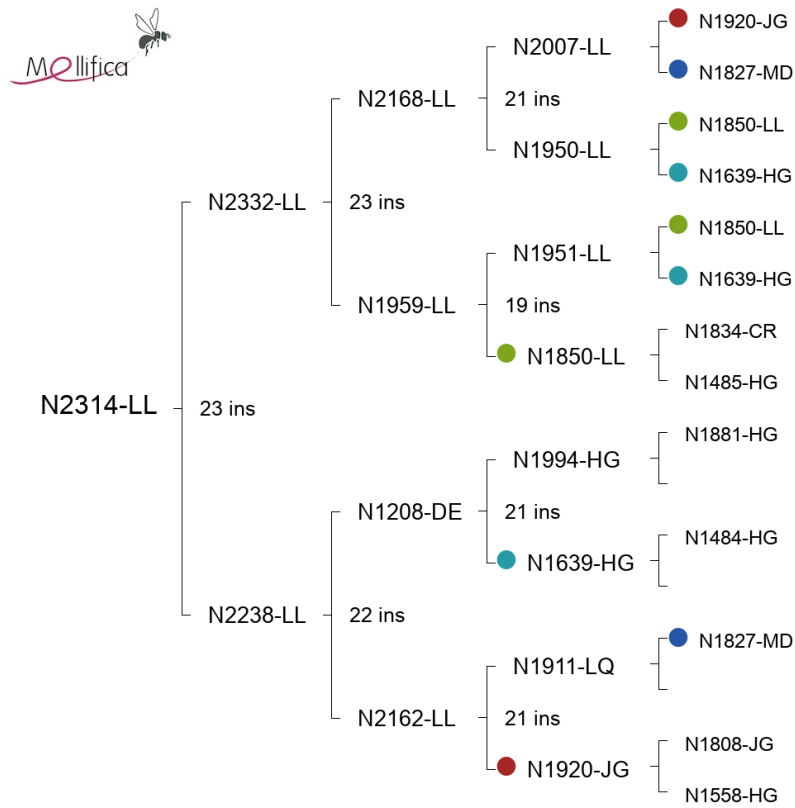 Mellifica
N1920-JG
N2007-LL
N1827-MD
N2168-LL
21 ins
N1850-LL
N1950-LL
N1639-HG
N2332-LL
23 ins
N1850-LL
N1951-LL
N1639-HG
N1959-LL
19 ins
N1834-CR
N1850-LL
N1485-HG
N2314-LL
23 ins
N1881-HG
N1994-HG
N1208-DE
21 ins
N1484-HG
N1639-HG
N2238-LL
22 ins
N1827-MD
N1911-LQ
N2162-LL
21 ins
N1808-JG
N1920-JG
N1558-HG